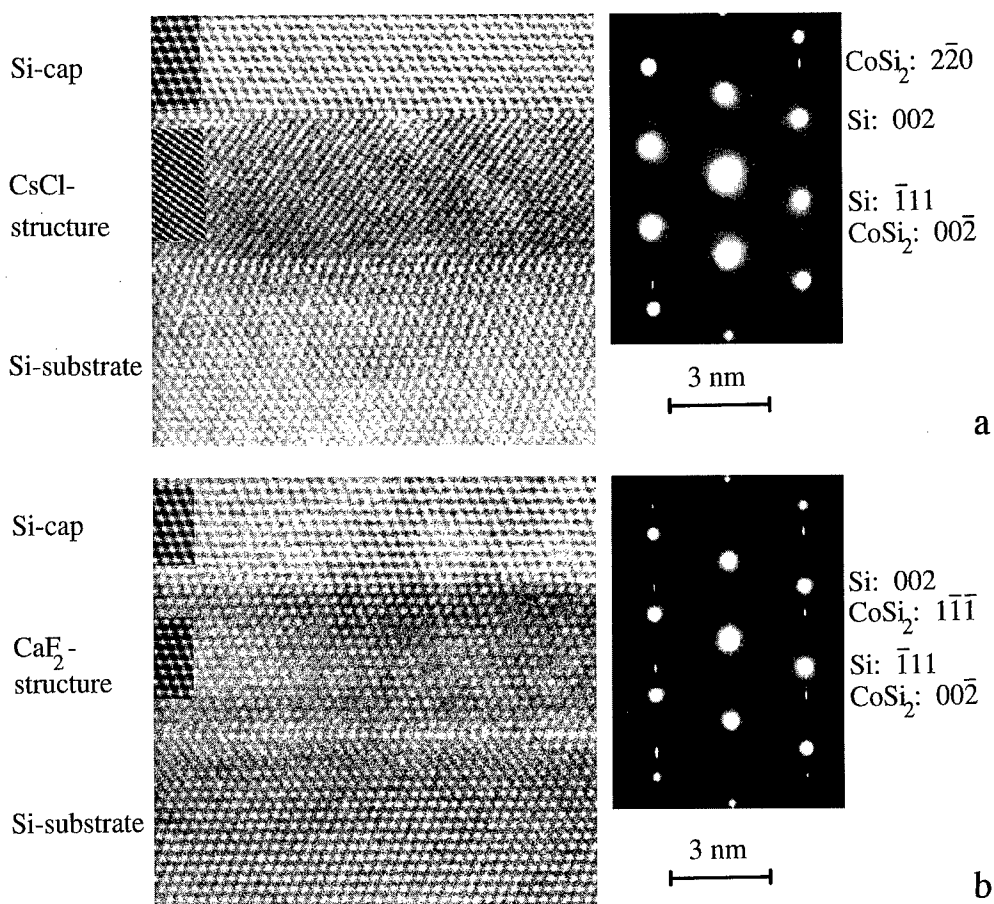 Si-cap
CsCl-
structure
Si-substrate
CoSi₂: 22̅0
Si: 002
Si: 1̅11
CoSi₂: 002̅
3 nm
a
Si-cap
CaF₂-
structure
Si-substrate
Si: 002
CoSi₂: 11̅1̅
Si: 1̅11
CoSi₂: 002̅
3 nm
b